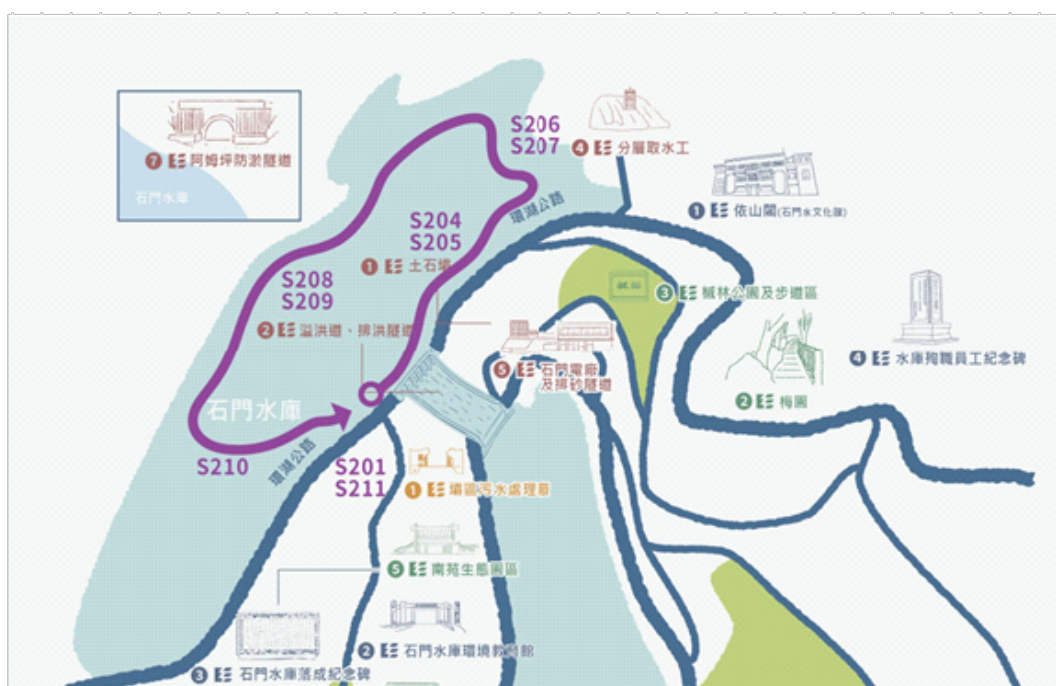 S206
S207
④ 分層取水工
⑦ 阿姆坪防淤隧道
石門水庫
① 依山閣(石門水文化館)
環湖公路
S204
S205
① 土石壩
S208
S209
③ 楓林公園及步道區
② 溢洪道、排洪隧道
④ 水庫殉職員工紀念碑
⑤ 石門電廠
及排砂隧道
② 梅園
石門水庫
環湖公路
S210
S201
S211
① 壩區污水處理廠
⑤ 南苑生態園區
② 石門水庫環境教育館
③ 石門水庫落成紀念碑